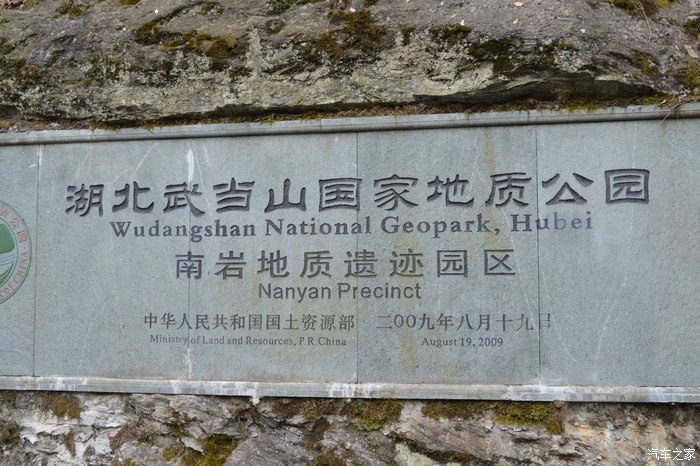 湖北武当山国家地质公园
Wudangshan National Geopark, Hubei
南岩地质遗迹园区
Nanyan Precinct
中华人民共和国国土资源部 二00九年八月十九日
Ministry of Land and Resources, P.R.China August 19, 2009
汽车之家